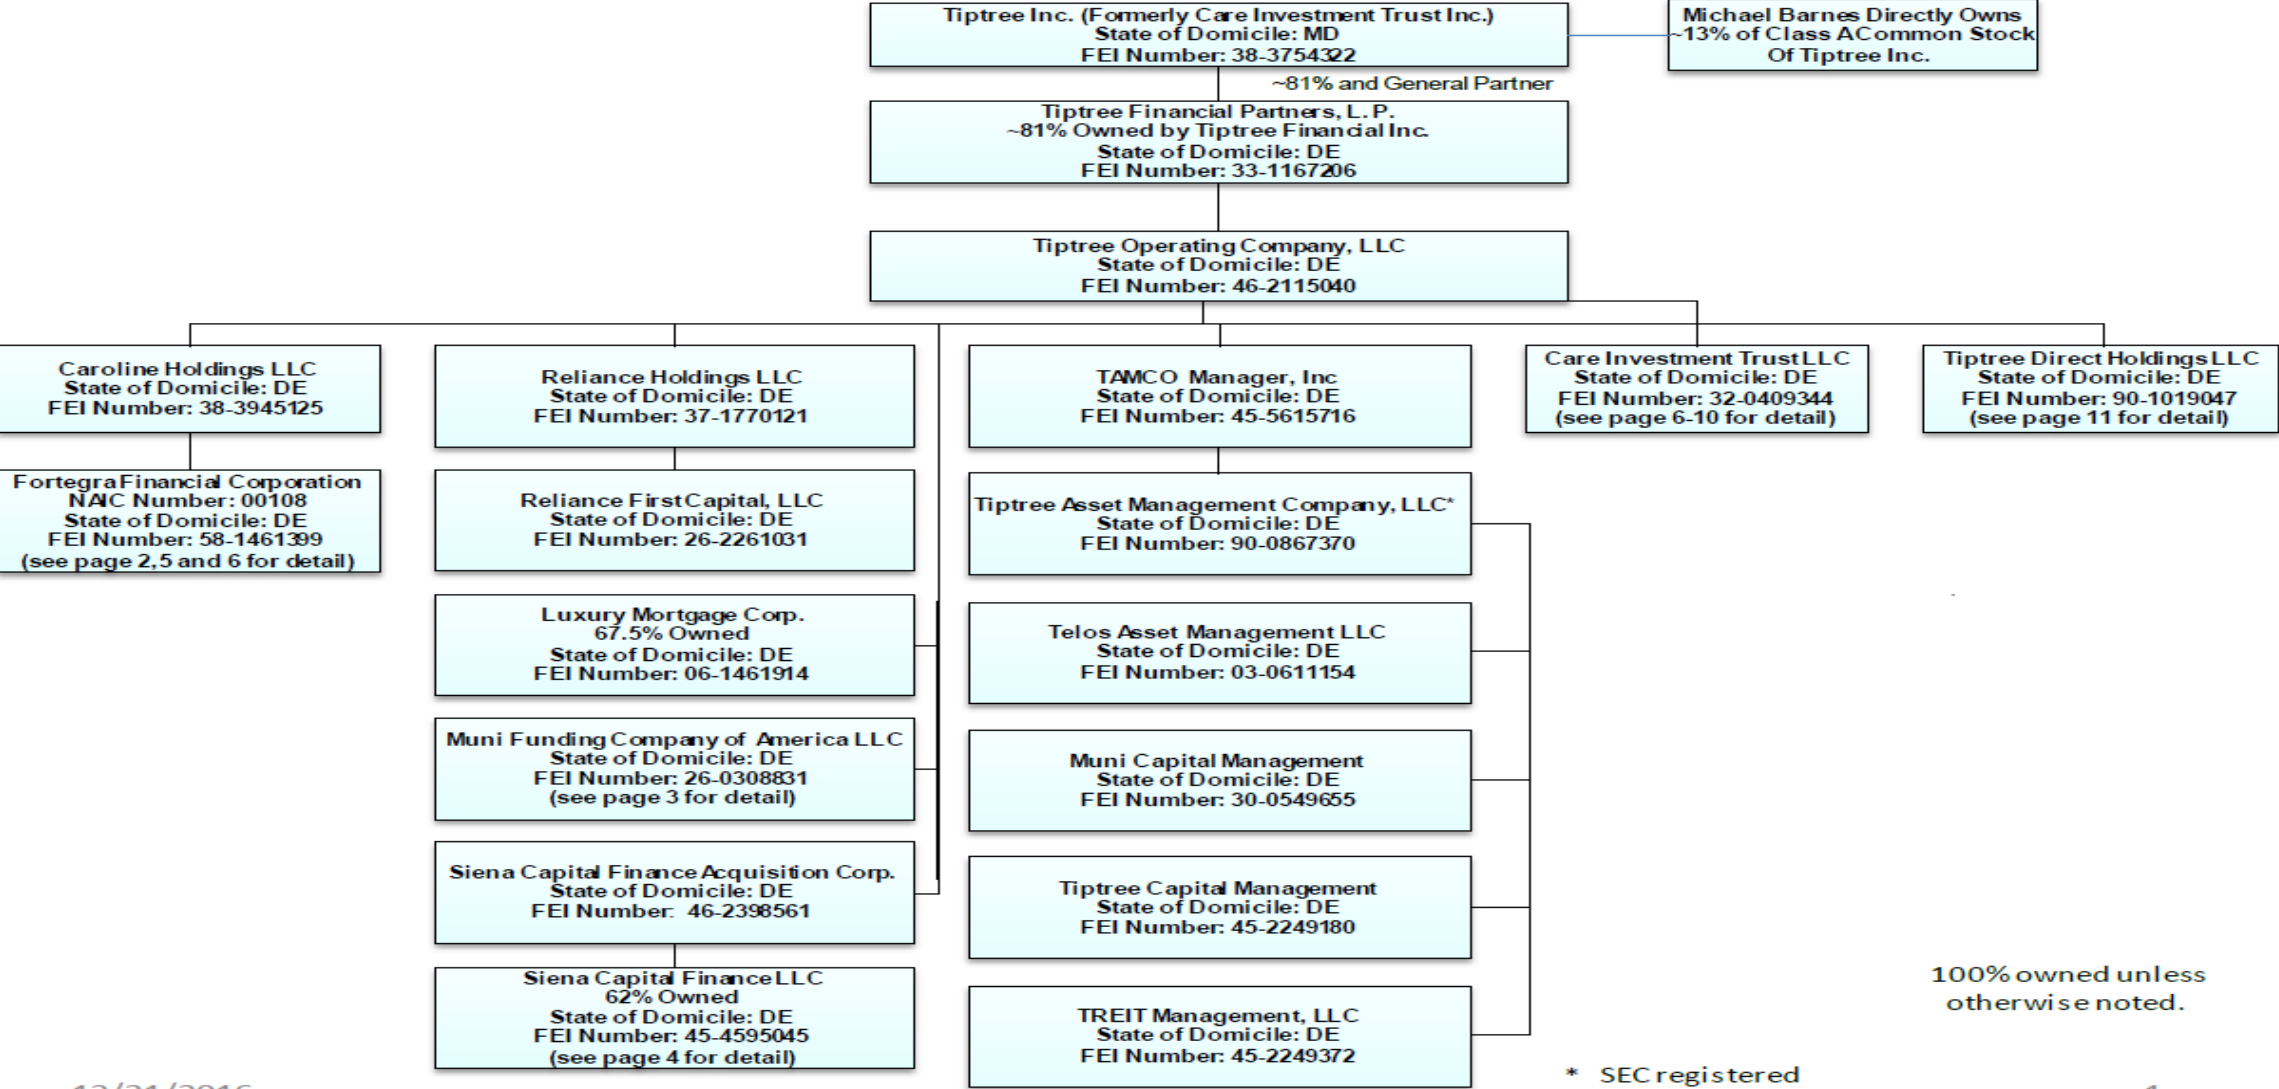 Tiptree Inc. (Formerly Care Investment Trust Inc.)
State of Domicile: MD
FEI Number: 38-3754322
Michael Barnes Directly Owns
~13% of Class A Common Stock
Of Tiptree Inc.
~81% and General Partner
Tiptree Financial Partners, L.P.
~81% Owned by Tiptree Financial Inc.
State of Domicile: DE
FEI Number: 33-1167206
Tiptree Operating Company, LLC
State of Domicile: DE
FEI Number: 46-2115040
Caroline Holdings LLC
State of Domicile: DE
FEI Number: 38-3945125
Reliance Holdings LLC
State of Domicile: DE
FEI Number: 37-1770121
TAMCO Manager, Inc
State of Domicile: DE
FEI Number: 45-5615716
Care Investment Trust LLC
State of Domicile: DE
FEI Number: 32-0409344
(see page 6-10 for detail)
Tiptree Direct Holdings LLC
State of Domicile: DE
FEI Number: 90-1019047
(see page 11 for detail)
Fortegra Financial Corporation
NAIC Number: 00108
State of Domicile: DE
FEI Number: 58-1461399
(see page 2,5 and 6 for detail)
Reliance First Capital, LLC
State of Domicile: DE
FEI Number: 26-2261031
Tiptree Asset Management Company, LLC*
State of Domicile: DE
FEI Number: 90-0867370
Luxury Mortgage Corp.
67.5% Owned
State of Domicile: DE
FEI Number: 06-1461914
Telos Asset Management LLC
State of Domicile: DE
FEI Number: 03-0611154
Muni Funding Company of America LLC
State of Domicile: DE
FEI Number: 26-0308831
(see page 3 for detail)
Muni Capital Management
State of Domicile: DE
FEI Number: 30-0549655
Siena Capital Finance Acquisition Corp.
State of Domicile: DE
FEI Number: 46-2398561
Tiptree Capital Management
State of Domicile: DE
FEI Number: 45-2249180
Siena Capital Finance LLC
62% Owned
State of Domicile: DE
FEI Number: 45-4595045
(see page 4 for detail)
TREIT Management, LLC
State of Domicile: DE
FEI Number: 45-2249372
100% owned unless
otherwise noted.
* SEC registered